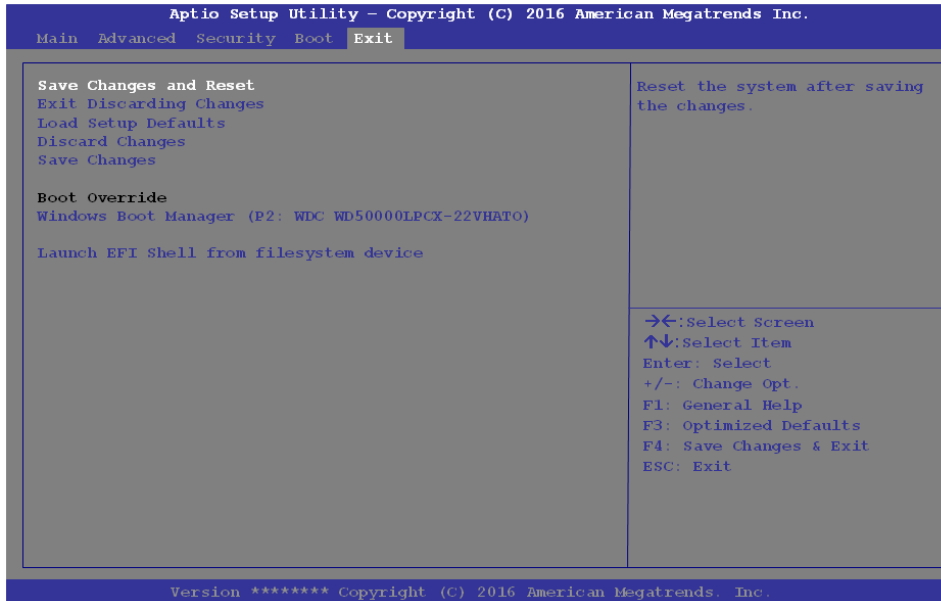 Aptio Setup Utility – Copyright (C) 2016 American Megatrends Inc.
Main Advanced Security Boot Exit
Save Changes and Reset
Exit Discarding Changes
Load Setup Defaults
Discard Changes
Save Changes
Boot Override
Windows Boot Manager (P2: WDC WD50000LPCX-22VHATO)
Launch EFI Shell from filesystem device
Reset the system after saving
the changes.
→←:Select Screen
↑↓:Select Item
Enter: Select
+/-: Change Opt.
F1: General Help
F3: Optimized Defaults
F4: Save Changes & Exit
ESC: Exit
Version ******** Copyright (C) 2016 American Megatrends. Inc.